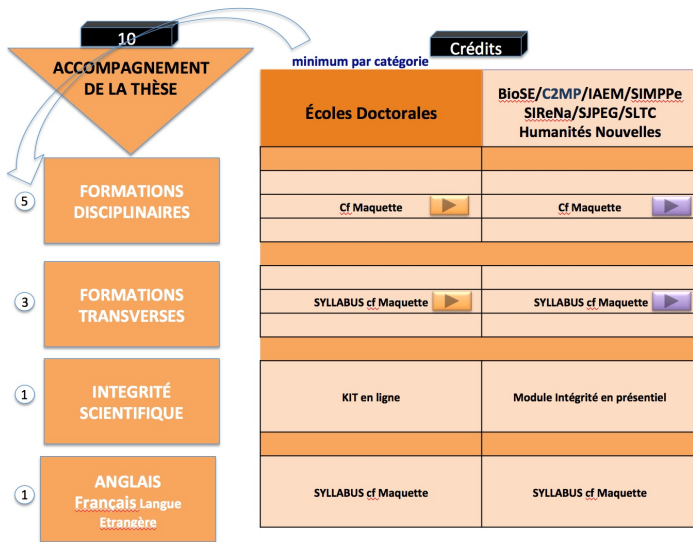 10
Crédits
minimum par catégorie
ACCOMPAGNEMENT
DE LA THÈSE
Écoles Doctorales
BioSE/C2MP/IAEM/SIMPPe
SIReNa/SJPEG/SLTC
Humanités Nouvelles
5
FORMATIONS
DISCIPLINAIRES
Cf Maquette
Cf Maquette
3
FORMATIONS
TRANSVERSES
SYLLABUS cf Maquette
SYLLABUS cf Maquette
1
INTEGRITÉ
SCIENTIFIQUE
KIT en ligne
Module Intégrité en présentiel
1
ANGLAIS
Français Langue
Etrangère
SYLLABUS cf Maquette
SYLLABUS cf Maquette